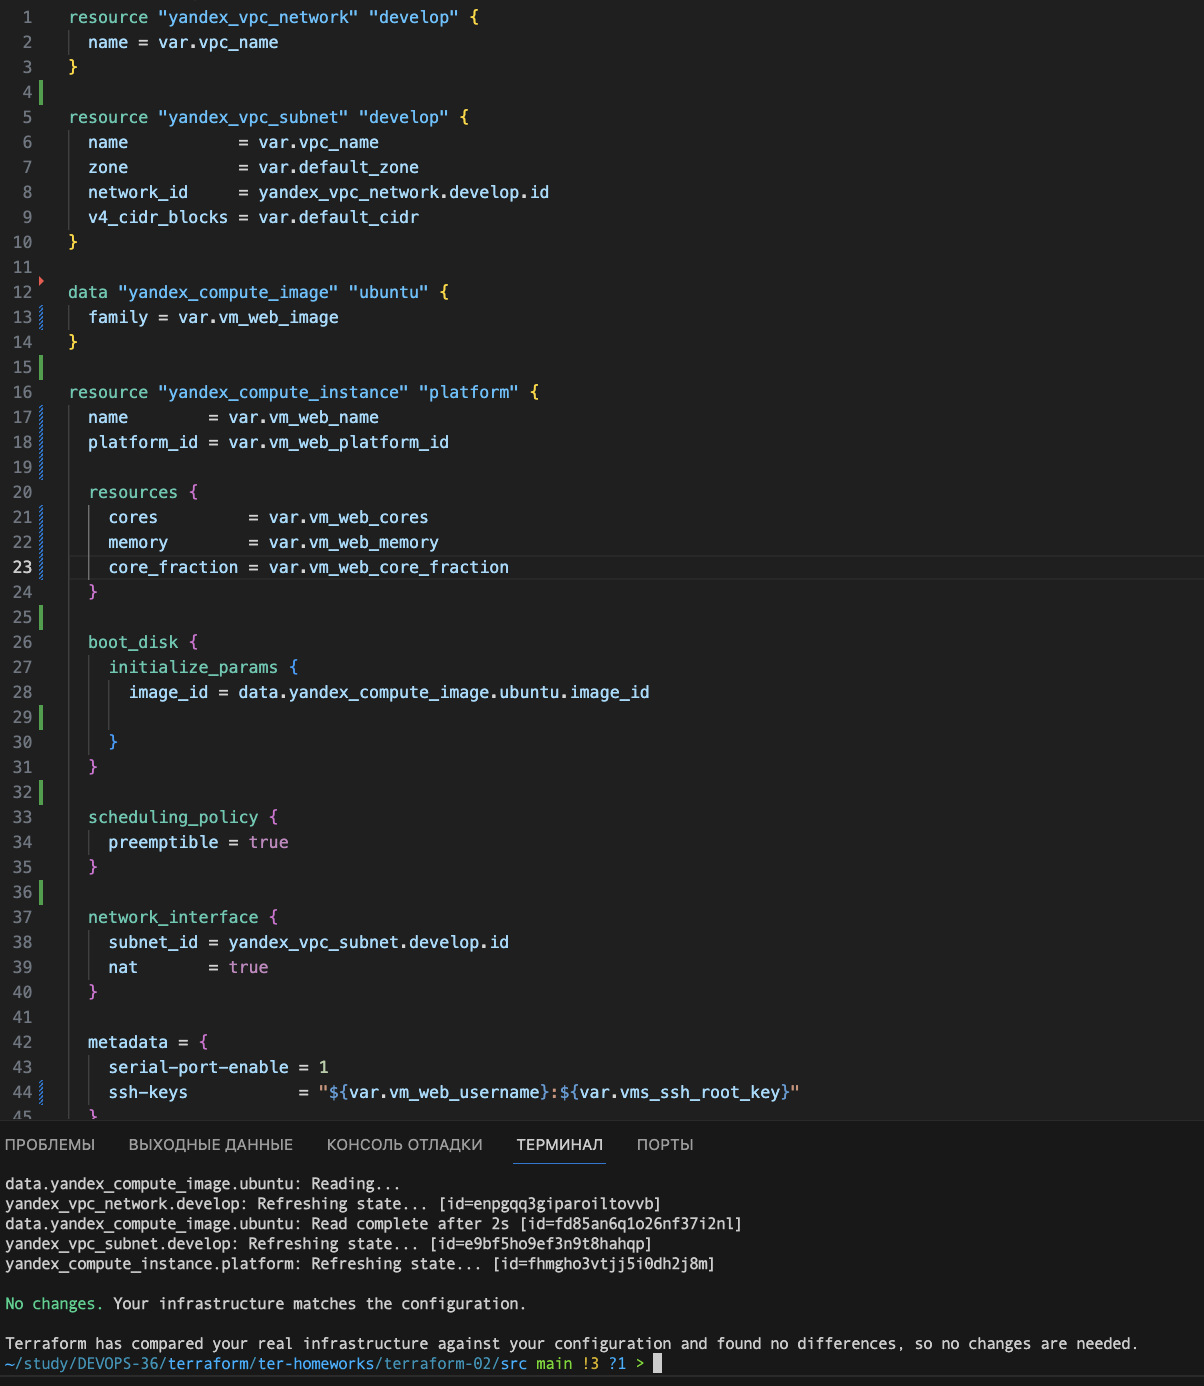 1 resource "yandex_vpc_network" "develop" {
2 name = var.vpc_name
3 }
4
5 resource "yandex_vpc_subnet" "develop" {
6 name = var.vpc_name
7 zone = var.default_zone
8 network_id = yandex_vpc_network.develop.id
9 v4_cidr_blocks = var.default_cidr
10 }
11
12 data "yandex_compute_image" "ubuntu" {
13 family = var.vm_web_image
14 }
15
16 resource "yandex_compute_instance" "platform" {
17 name = var.vm_web_name
18 platform_id = var.vm_web_platform_id
19
20 resources {
21 cores = var.vm_web_cores
22 memory = var.vm_web_memory
23 core_fraction = var.vm_web_core_fraction
24 }
25
26 boot_disk {
27 initialize_params {
28 image_id = data.yandex_compute_image.ubuntu.image_id
29
30 }
31 }
32
33 scheduling_policy {
34 preemptible = true
35 }
36
37 network_interface {
38 subnet_id = yandex_vpc_subnet.develop.id
39 nat = true
40 }
41
42 metadata = {
43 serial-port-enable = 1
44 ssh-keys = "${var.vm_web_username}:${var.vms_ssh_root_key}"
45 }
ПРОБЛЕМЫ ВЫХОДНЫЕ ДАННЫЕ КОНСОЛЬ ОТЛАДКИ ТЕРМИНАЛ ПОРТЫ
data.yandex_compute_image.ubuntu: Reading...
yandex_vpc_network.develop: Refreshing state... [id=enpgqq3giparoiltovvb]
data.yandex_compute_image.ubuntu: Read complete after 2s [id=fd85an6q1o26nf37i2nl]
yandex_vpc_subnet.develop: Refreshing state... [id=e9bf5ho9ef3n9t8hahqp]
yandex_compute_instance.platform: Refreshing state... [id=fhmgho3vtjj5i0dh2j8m]
No changes. Your infrastructure matches the configuration.
Terraform has compared your real infrastructure against your configuration and found no differences, so no changes are needed.
~/study/DEVOPS-36/terraform/ter-homeworks/terraform-02/src main !3 ?1 >